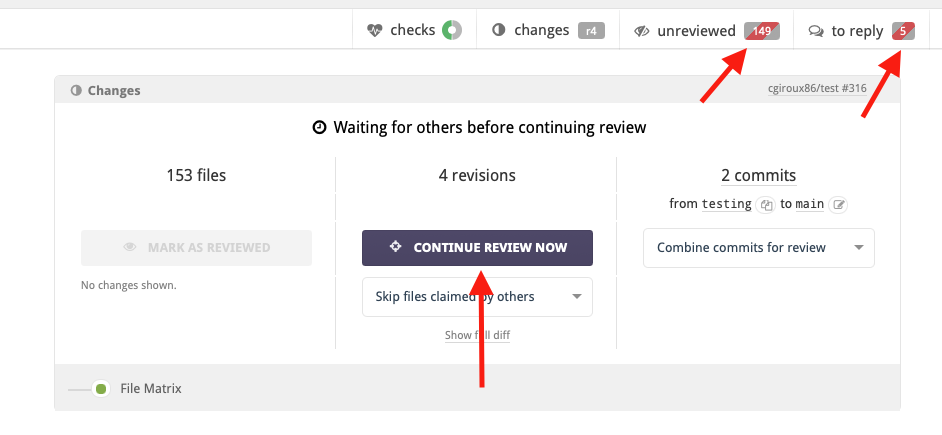 checks changes r4 unreviewed 149 to reply 5
Changes cgiroux86/test #316
Waiting for others before continuing review
153 files 4 revisions 2 commits
from testing to main
MARK AS REVIEWED CONTINUE REVIEW NOW Combine commits for review
No changes shown. Skip files claimed by others
Show full diff
File Matrix